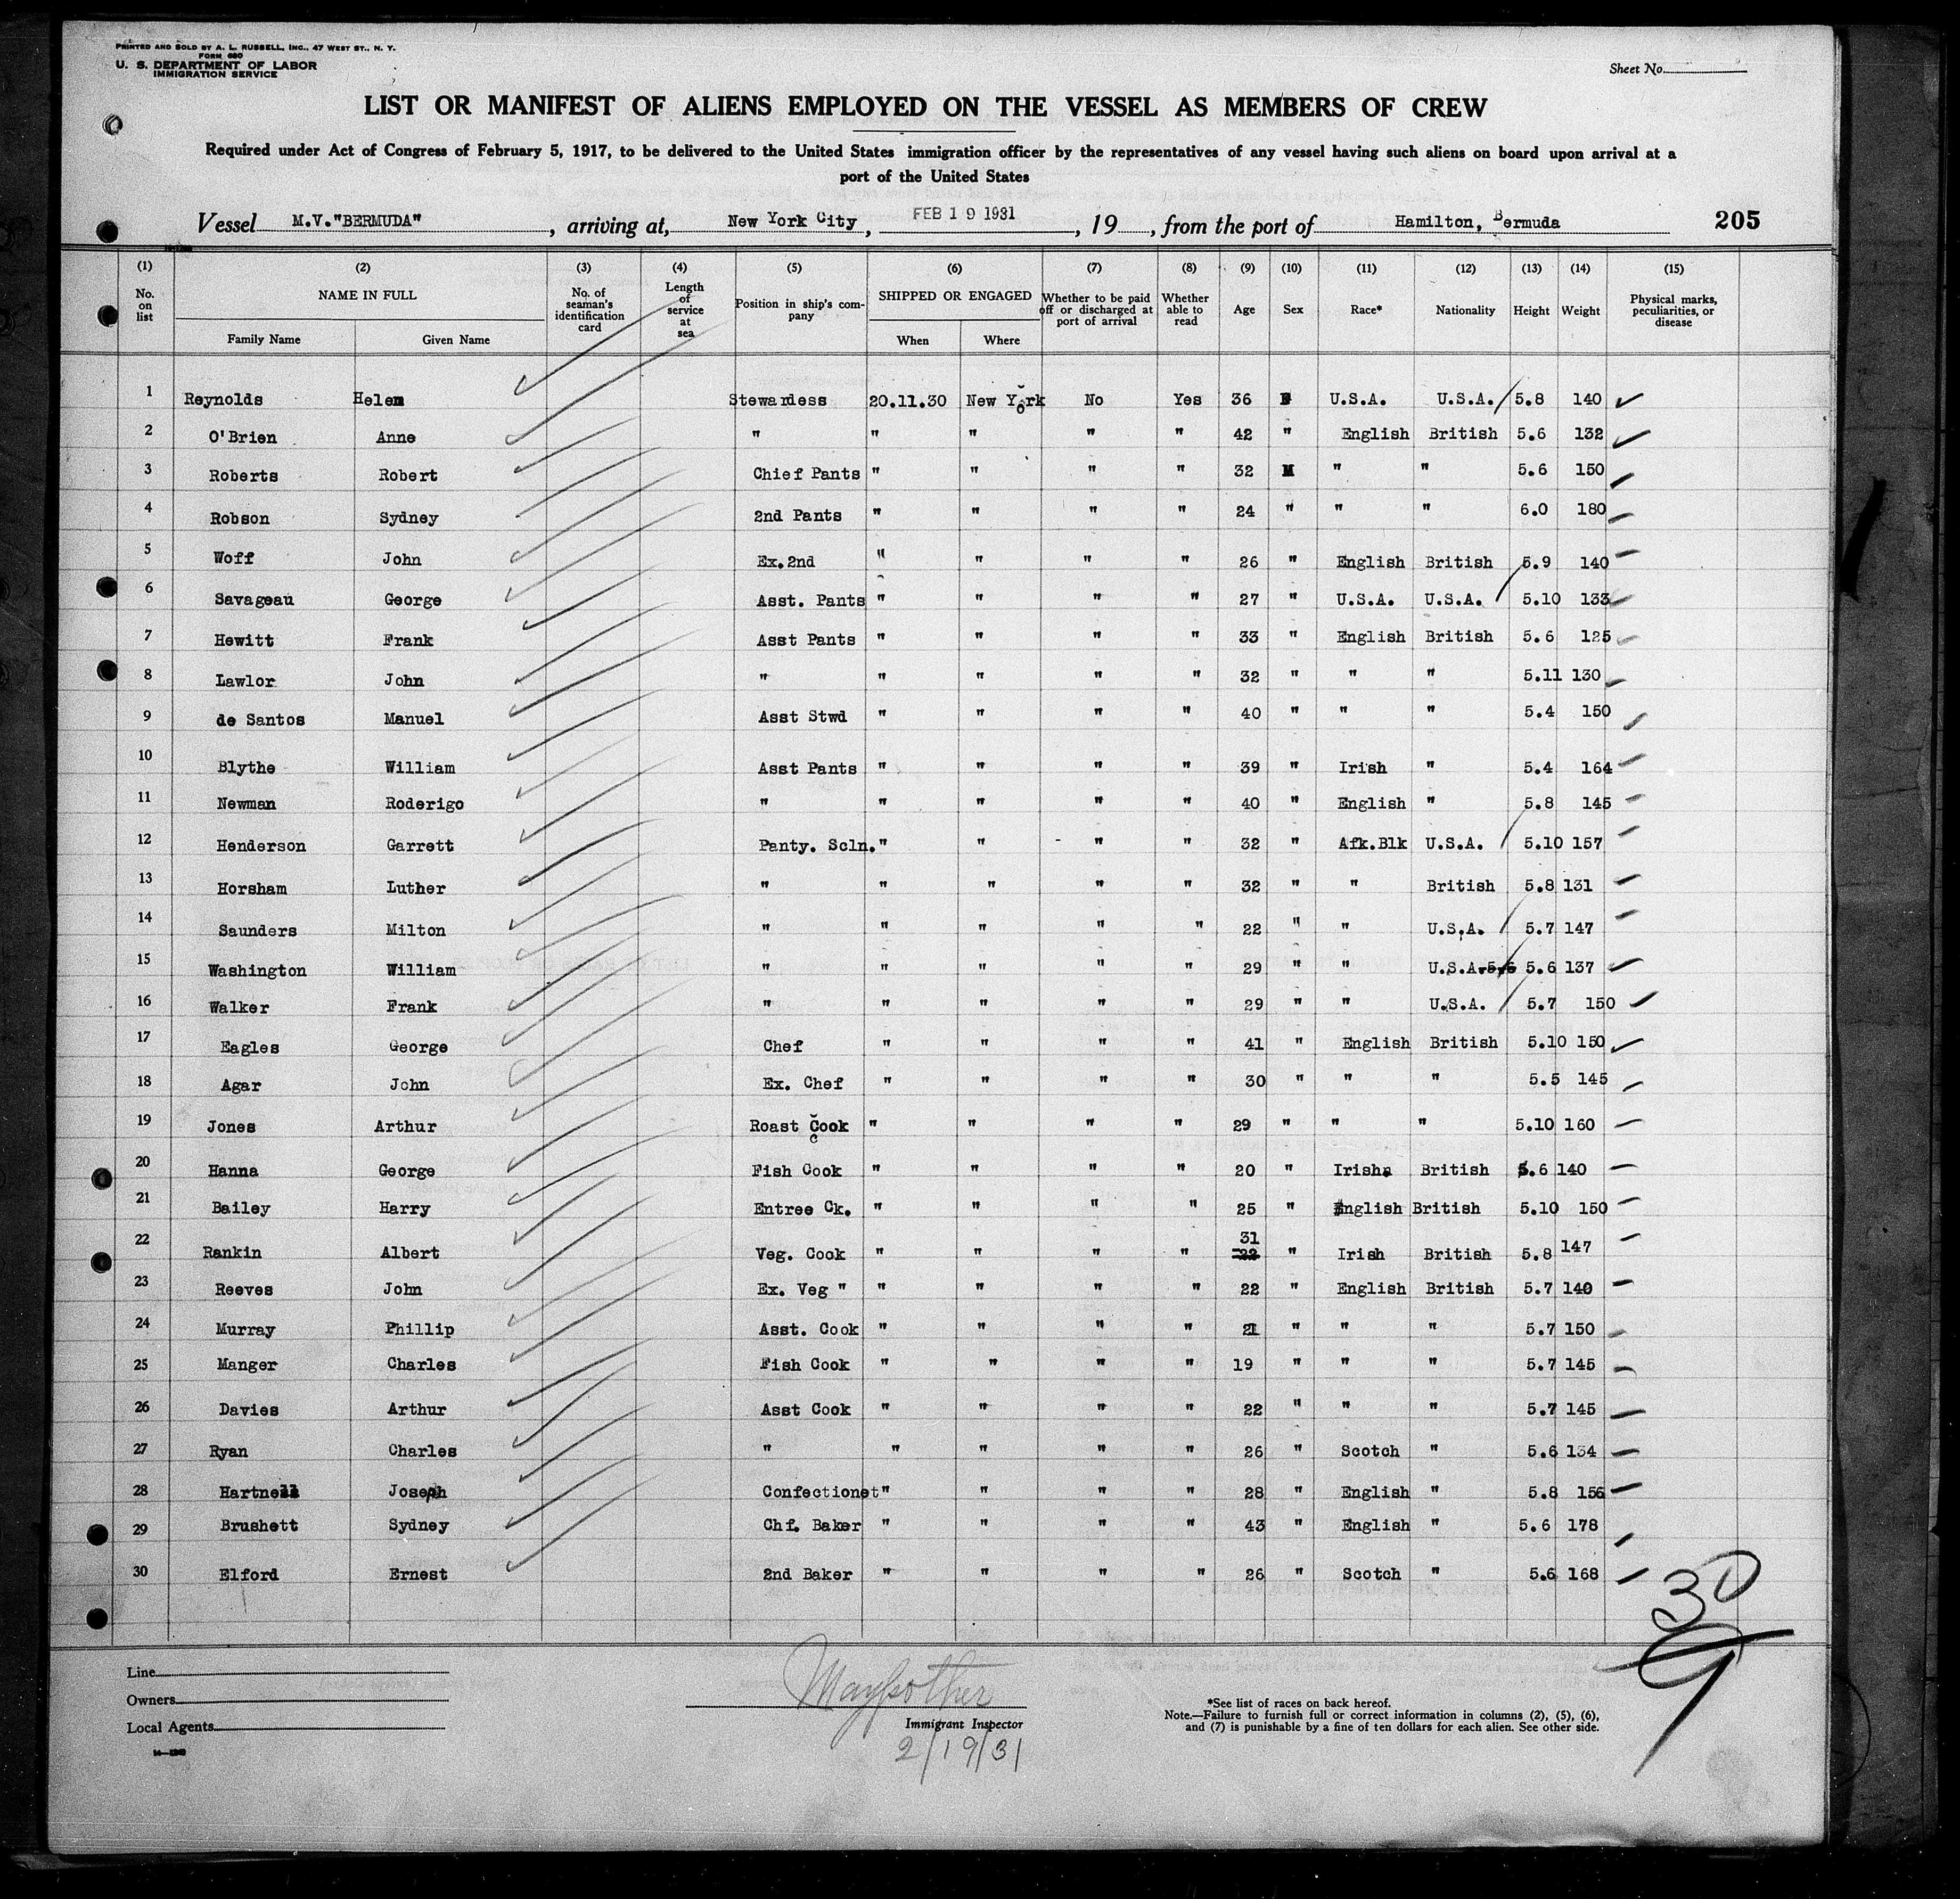 PRINTED AND SOLD BY A. L. RUSSELL, INC., 47 WEST ST., N. Y.
FORM 680
U. S. DEPARTMENT OF LABOR
IMMIGRATION SERVICE
Sheet No.
LIST OR MANIFEST OF ALIENS EMPLOYED ON THE VESSEL AS MEMBERS OF CREW
Required under Act of Congress of February 5, 1917, to be delivered to the United States immigration officer by the representatives of any vessel having such aliens on board upon arrival at a
port of the United States
Vessel M.V."BERMUDA", arriving at, New York City, FEB 19 1931, 19, from the port of Hamilton, Bermuda 205
(1) (2) (3) (4) (5) (6) (7) (8) (9) (10) (11) (12) (13) (14) (15)
No. on list NAME IN FULL Family Name Given Name No. of seaman's identification card Length of service at sea Position in ship's company SHIPPED OR ENGAGED When Where Whether to be paid off or discharged at port of arrival Whether able to read Age Sex Race* Nationality Height Weight Physical marks, peculiarities, or disease
1 Reynolds Helen Stewardess 20.11.30 New York No Yes 36 F U.S.A. U.S.A. 5.8 140
2 O'Brien Anne " " " " " 42 " English British 5.6 132
3 Roberts Robert Chief Pants " " " " 32 M " " 5.6 150
4 Robson Sydney 2nd Pants " " " " 24 " " " 6.0 180
5 Woff John Ex.2nd " " " " 26 " English British 5.9 140
6 Savageau George Asst. Pants " " " " 27 " U.S.A. U.S.A. 5.10 133
7 Hewitt Frank Asst Pants " " " " 33 " English British 5.6 125
8 Lawlor John " " " " " 32 " " " 5.11 130
9 de Santos Manuel Asst Stwd " " " " 40 " " " 5.4 150
10 Blythe William Asst Pants " " " " 39 " Irish " 5.4 164
11 Newman Roderigo " " " " " 40 " English " 5.8 145
12 Henderson Garrett Panty. Scln. " " " " 32 " Afk.Blk U.S.A. 5.10 157
13 Horsham Luther " " " " " 32 " " British 5.8 131
14 Saunders Milton " " " " " 22 " " U.S.A. 5.7 147
15 Washington William " " " " " 29 " " U.S.A. 5.6 5.6 137
16 Walker Frank " " " " " 29 " " U.S.A. 5.7 150
17 Eagles George Chef " " " " 41 " English British 5.10 150
18 Agar John Ex. Chef " " " " 30 " " " 5.5 145
19 Jones Arthur Roast Cook " " " " 29 " " " 5.10 160
20 Hanna George Fish Cook " " " " 20 " Irish British 5.6 140
21 Bailey Harry Entree Ck. " " " " 25 " English British 5.10 150
22 Rankin Albert Veg. Cook " " " " 31 22 " Irish British 5.8 147
23 Reeves John Ex. Veg " " " " " 22 " English British 5.7 140
24 Murray Phillip Asst. Cook " " " " 21 " " " 5.7 150
25 Manger Charles Fish Cook " " " " 19 " " " 5.7 145
26 Davies Arthur Asst Cook " " " " 22 " " " 5.7 145
27 Ryan Charles " " " " " 26 " Scotch " 5.6 134
28 Hartnell Joseph Confectionet " " " " 28 " English " 5.8 156
29 Brushett Sydney Chf. Baker " " " " 43 " English " 5.6 178
30 Elford Ernest 2nd Baker " " " " 26 " Scotch " 5.6 168
30
9
Line
Owners
Local Agents
Immigrant Inspector
2/19/31
*See list of races on back hereof.
Note.—Failure to furnish full or correct information in columns (2), (5), (6),
and (7) is punishable by a fine of ten dollars for each alien. See other side.